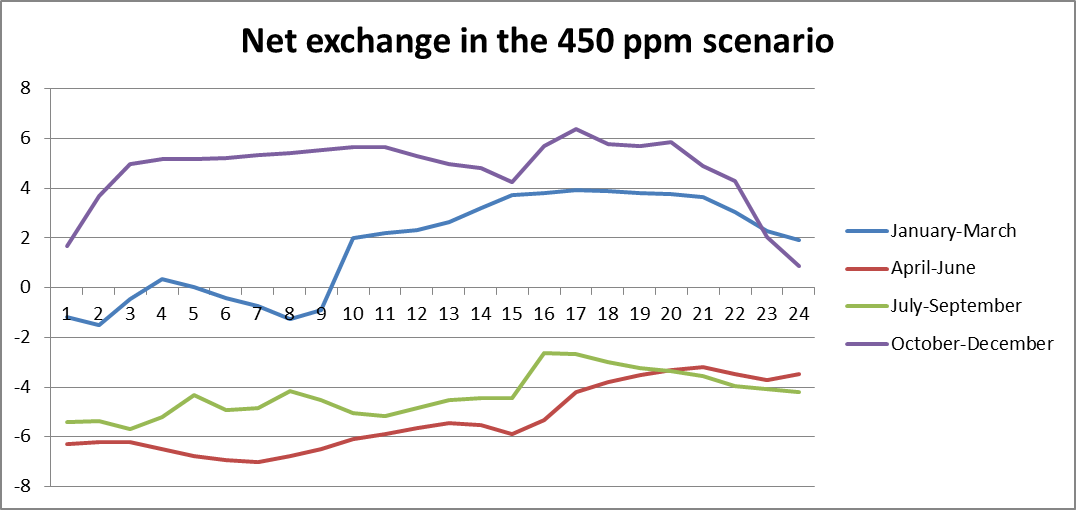 Net exchange in the 450 ppm scenario
8
6
4
2
0
-2
-4
-6
-8
1 2 3 4 5 6 7 8 9 10 11 12 13 14 15 16 17 18 19 20 21 22 23 24
January-March
April-June
July-September
October-December